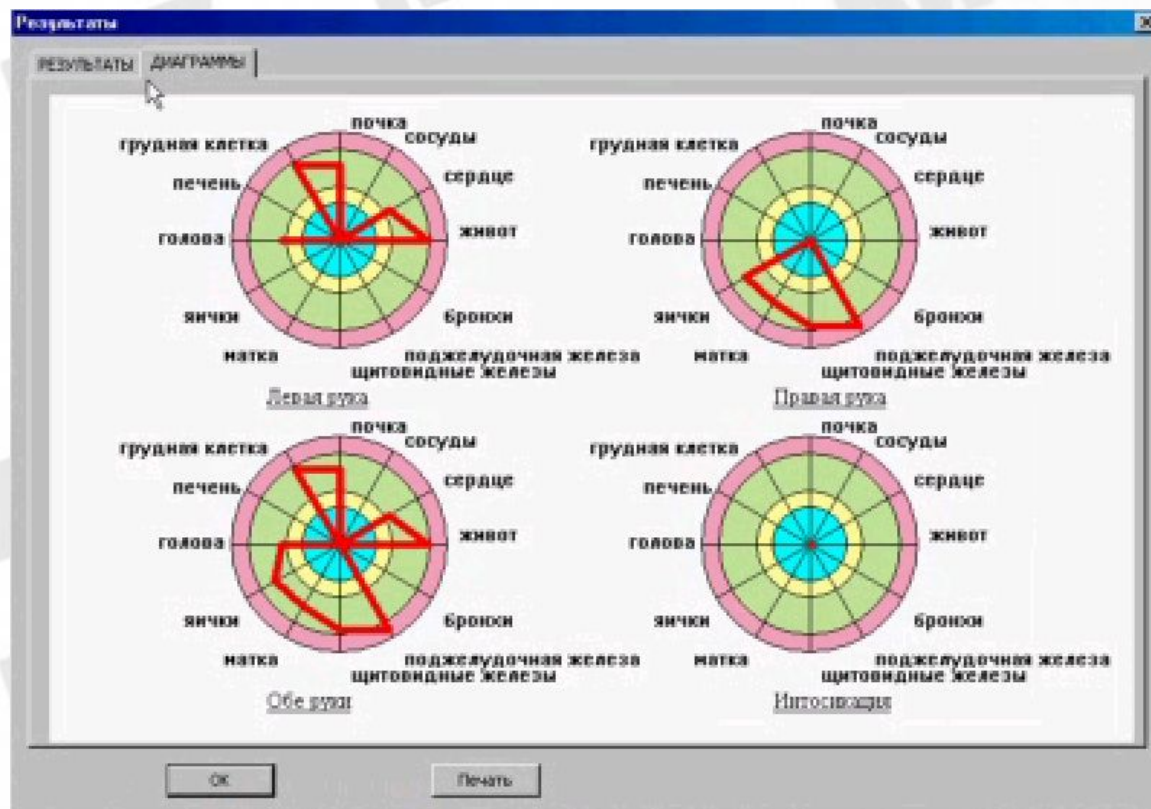 Результаты
РЕЗУЛЬТАТЫ ДИАГРАММЫ
почка
сосуды
грудная клетка
сердце
печень
живот
голова
яички
бронхи
матка
поджелудочная железа
щитовидные железы
Левая рука
почка
сосуды
грудная клетка
сердце
печень
живот
голова
яички
бронхи
матка
поджелудочная железа
щитовидные железы
Правая рука
почка
сосуды
грудная клетка
сердце
печень
живот
голова
яички
бронхи
матка
поджелудочная железа
щитовидные железы
Обе руки
почка
сосуды
грудная клетка
сердце
печень
живот
голова
яички
бронхи
матка
поджелудочная железа
щитовидные железы
Интосикация
OK
Печать